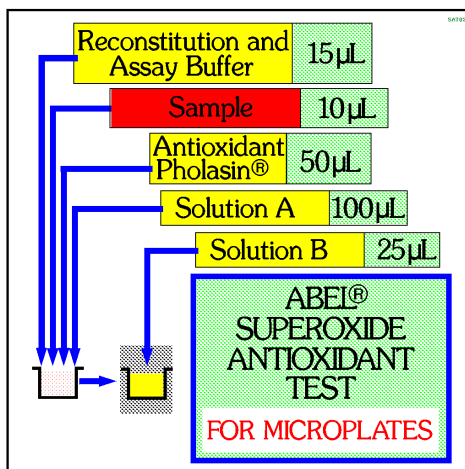 Reconstitution and
Assay Buffer
15µL
Sample
10µL
Antioxidant
Pholasin®
50µL
Solution A
100µL
Solution B
25µL
ABEL®
SUPEROXIDE
ANTIOXIDANT
TEST
FOR MICROPLATES